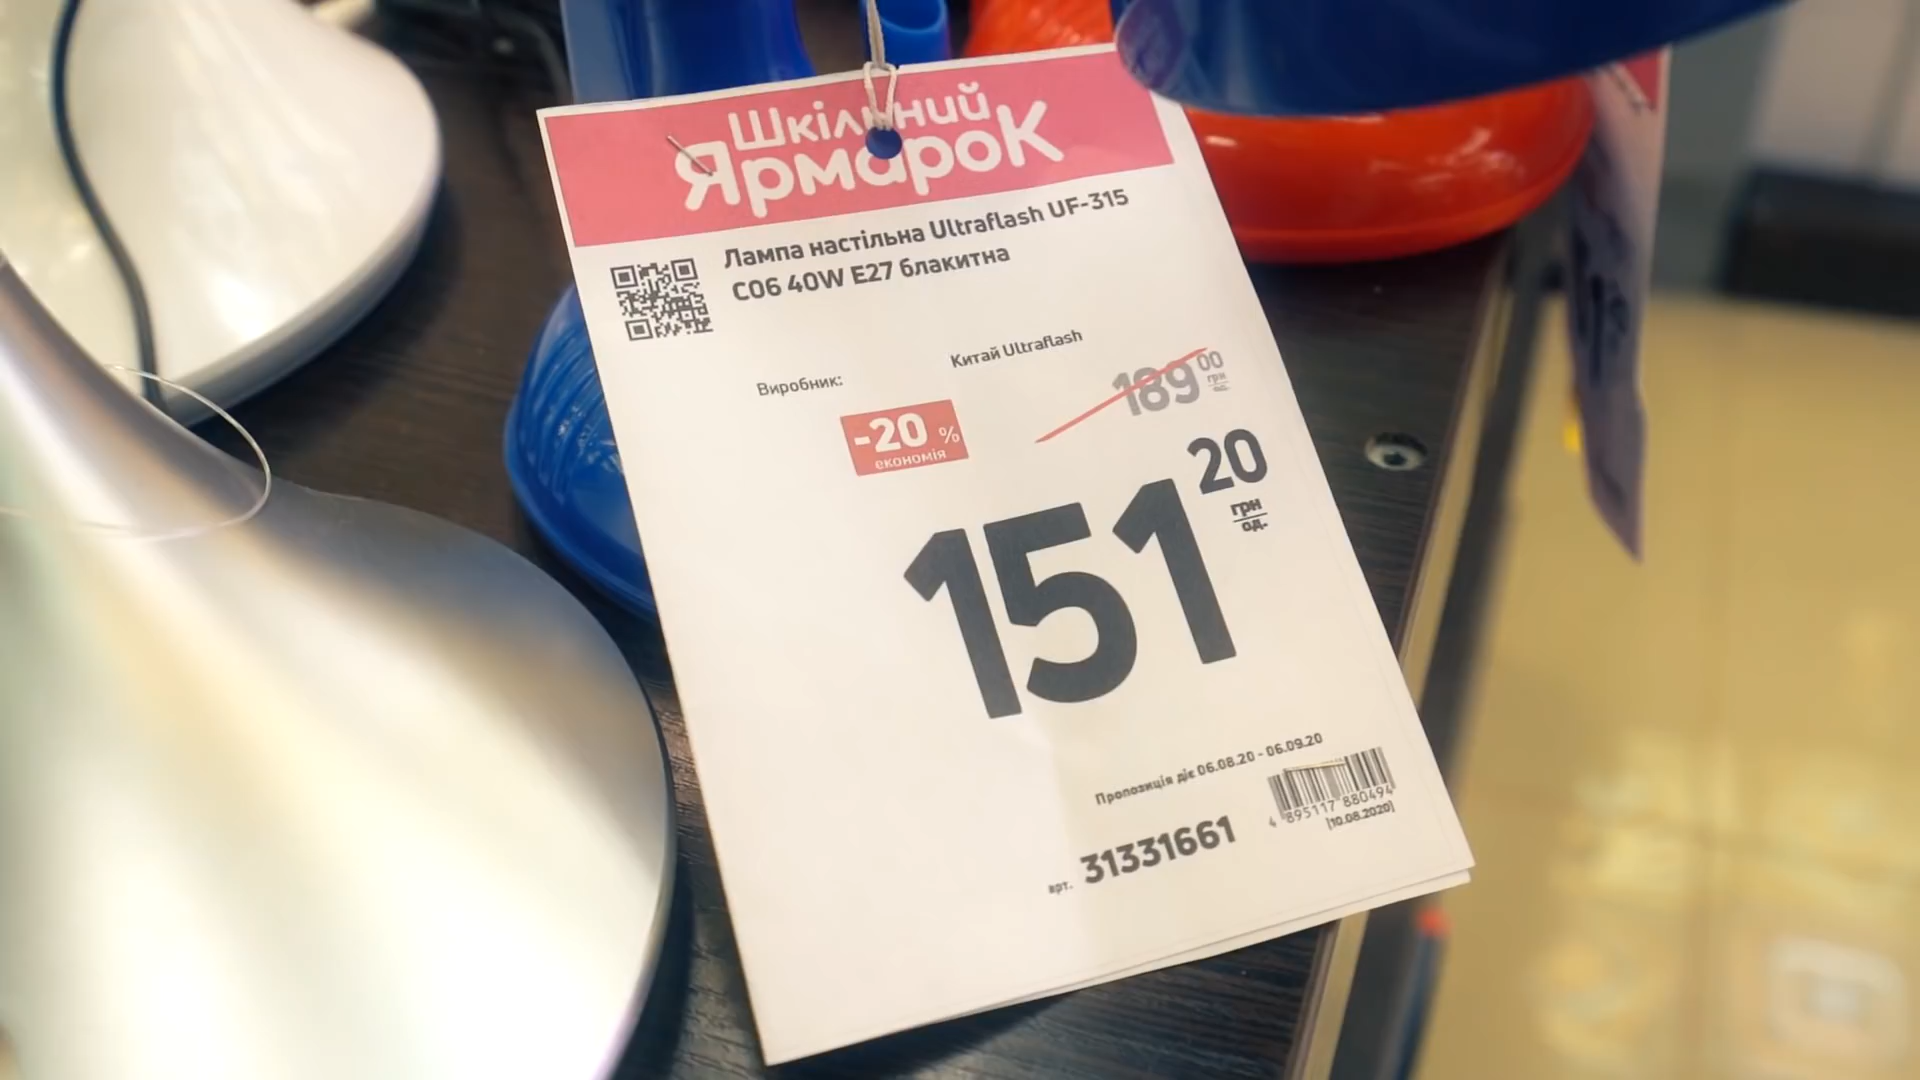 Шкільний
ЯрмароК
Лампа настільна Ultraflash UF-315
C06 40W E27 блакитна
Виробник:
Китай Ultraflash
189 00
грн
од.
-20 %
економія
151 20
грн
од.
Пропозиція діє 06.08.20 - 06.09.20
4 895117 880494
(10.08.2020)
арт. 31331661